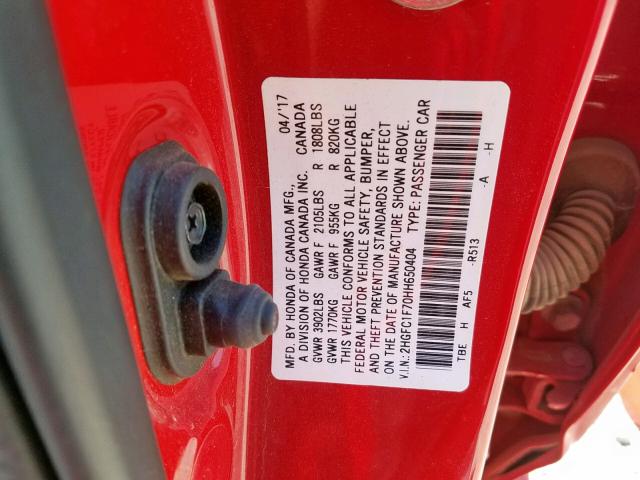 MFD. BY HONDA OF CANADA MFG., 04/'17
A DIVISION OF HONDA CANADA INC. CANADA
GVWR 3902LBS GAWR F 2105LBS R 1808LBS
GVWR 1770KG GAWR F 955KG R 820KG
THIS VEHICLE CONFORMS TO ALL APPLICABLE
FEDERAL MOTOR VEHICLE SAFETY, BUMPER,
AND THEFT PREVENTION STANDARDS IN EFFECT
ON THE DATE OF MANUFACTURE SHOWN ABOVE.
V.I.N.: 2HGFC1F70HH650404 TYPE: PASSENGER CAR
TBE H AF5 -R513 -A -H